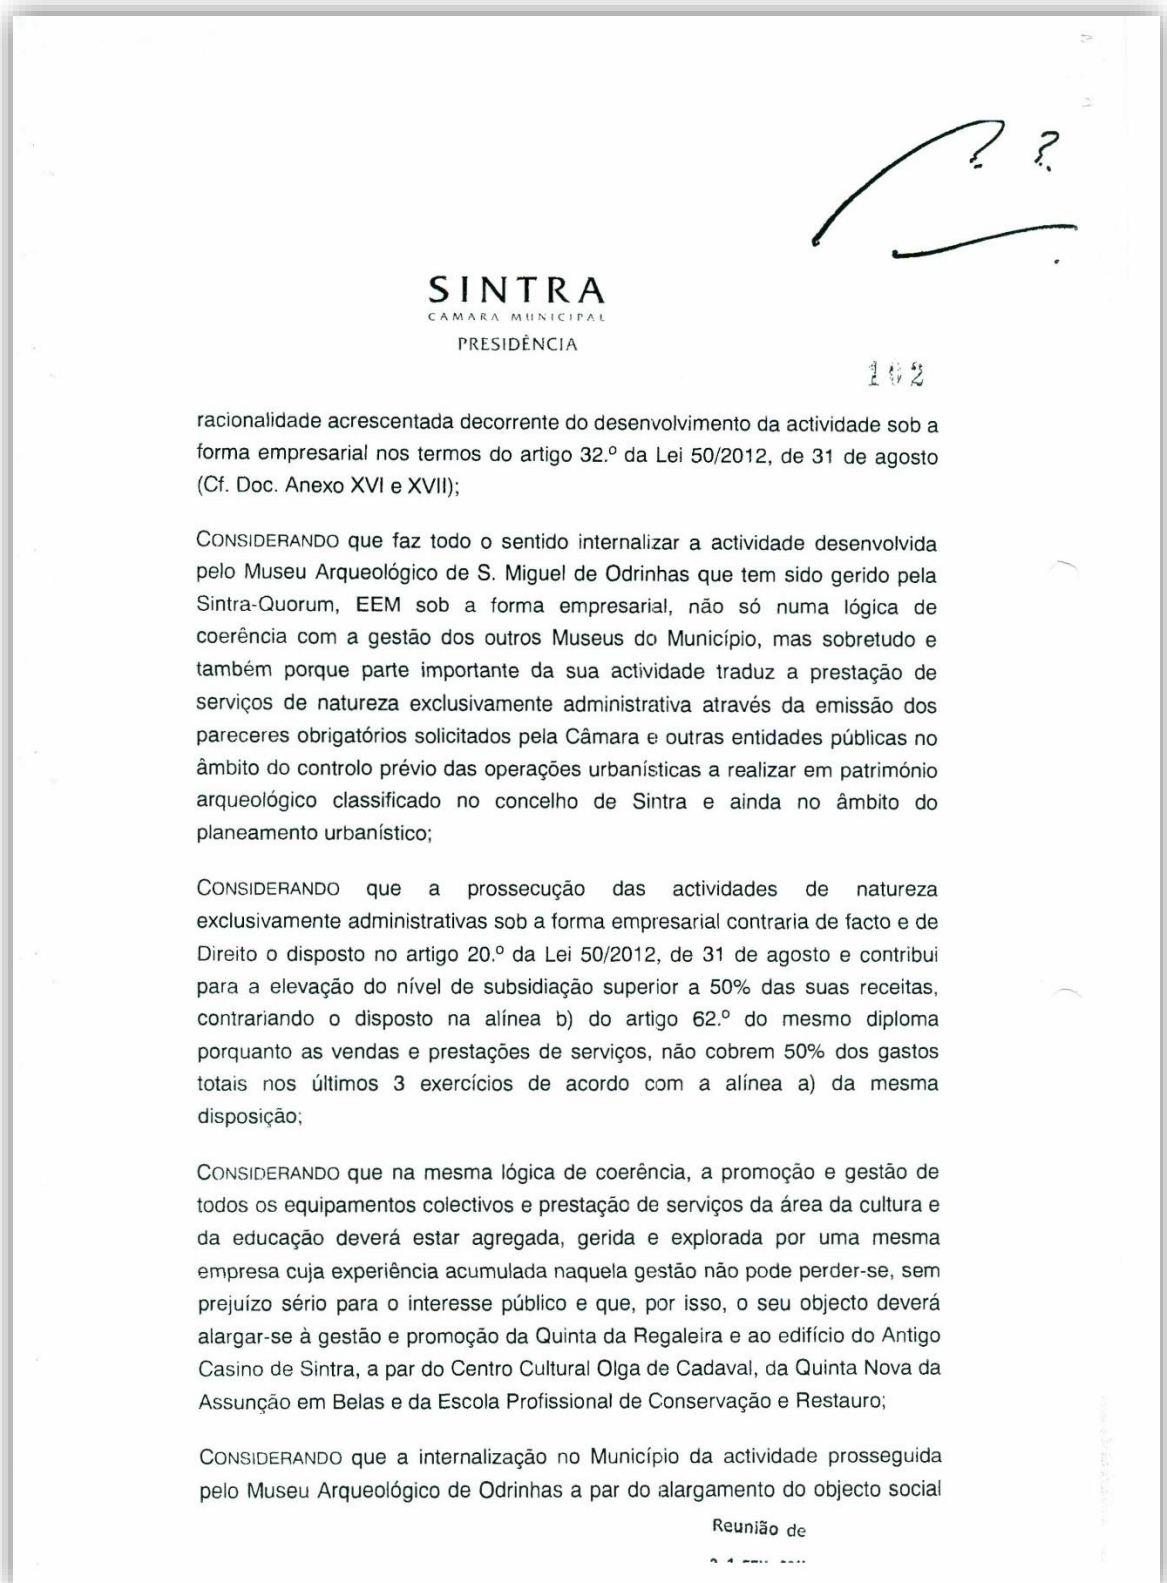 SINTRA
CAMARA MUNICIPAL
PRESIDÊNCIA
102
racionalidade acrescentada decorrente do desenvolvimento da actividade sob a
forma empresarial nos termos do artigo 32.º da Lei 50/2012, de 31 de agosto
(Cf. Doc. Anexo XVI e XVII);
CONSIDERANDO que faz todo o sentido internalizar a actividade desenvolvida
pelo Museu Arqueológico de S. Miguel de Odrinhas que tem sido gerido pela
Sintra-Quorum, EEM sob a forma empresarial, não só numa lógica de
coerência com a gestão dos outros Museus do Município, mas sobretudo e
também porque parte importante da sua actividade traduz a prestação de
serviços de natureza exclusivamente administrativa através da emissão dos
pareceres obrigatórios solicitados pela Câmara e outras entidades públicas no
âmbito do controlo prévio das operações urbanísticas a realizar em património
arqueológico classificado no concelho de Sintra e ainda no âmbito do
planeamento urbanístico;
CONSIDERANDO que a prossecução das actividades de natureza
exclusivamente administrativas sob a forma empresarial contraria de facto e de
Direito o disposto no artigo 20.º da Lei 50/2012, de 31 de agosto e contribui
para a elevação do nível de subsidiação superior a 50% das suas receitas,
contrariando o disposto na alínea b) do artigo 62.º do mesmo diploma
porquanto as vendas e prestações de serviços, não cobrem 50% dos gastos
totais nos últimos 3 exercícios de acordo com a alínea a) da mesma
disposição;
CONSIDERANDO que na mesma lógica de coerência, a promoção e gestão de
todos os equipamentos colectivos e prestação de serviços da área da cultura e
da educação deverá estar agregada, gerida e explorada por uma mesma
empresa cuja experiência acumulada naquela gestão não pode perder-se, sem
prejuízo sério para o interesse público e que, por isso, o seu objecto deverá
alargar-se à gestão e promoção da Quinta da Regaleira e ao edifício do Antigo
Casino de Sintra, a par do Centro Cultural Olga de Cadaval, da Quinta Nova da
Assunção em Belas e da Escola Profissional de Conservação e Restauro;
CONSIDERANDO que a internalização no Município da actividade prosseguida
pelo Museu Arqueológico de Odrinhas a par do alargamento do objecto social
Reunião de